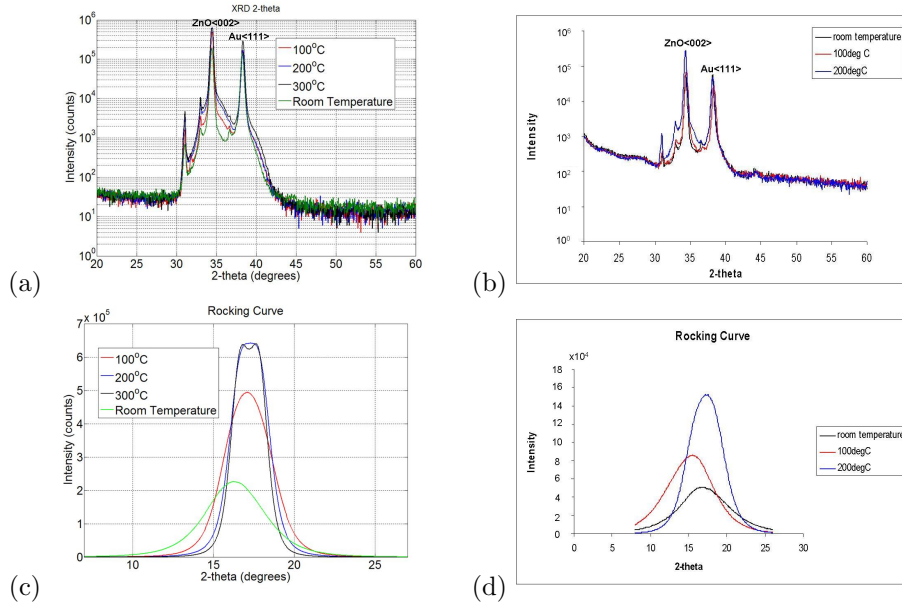 XRD 2-theta
ZnO<002>
Au<111>
100°C
200°C
300°C
Room Temperature
Intensity (counts)
10^6
10^5
10^4
10^3
10^2
10^1
10^0
20 25 30 35 40 45 50 55 60
2-theta (degrees)
(a)
ZnO<002>
Au<111>
room temperature
100deg C
200degC
Intensity
10^6
10^5
10^4
10^3
10^2
10^1
10^0
20 25 30 35 40 45 50 55 60
2-theta
(b)
Rocking Curve
7 x 10^5
6
5
4
3
2
1
0
100°C
200°C
300°C
Room Temperature
Intensity (counts)
10 15 20 25
2-theta (degrees)
(c)
Rocking Curve
x10^4
18
16
14
12
10
8
6
4
2
0
room temperature
100degC
200degC
Intensity
0 5 10 15 20 25 30
2-theta
(d)